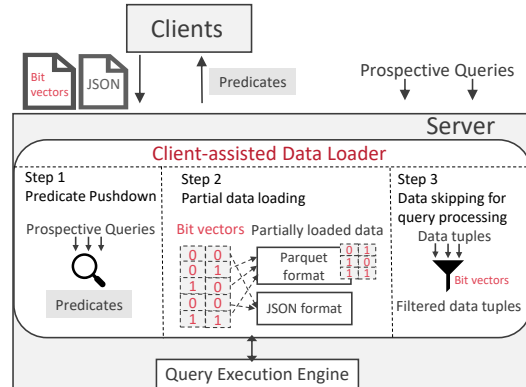 Clients
Bit
vectors
JSON
Predicates
Prospective Queries
Server
Client-assisted Data Loader
Step 1
Predicate Pushdown
Prospective Queries
Predicates
Step 2
Partial data loading
Bit vectors
Partially loaded data
0 0
0 1
1 0
0 0
1 1
Parquet
format
0 1
1 0
1 1
JSON format
Step 3
Data skipping for
query processing
Data tuples
Bit vectors
Filtered data tuples
Query Execution Engine